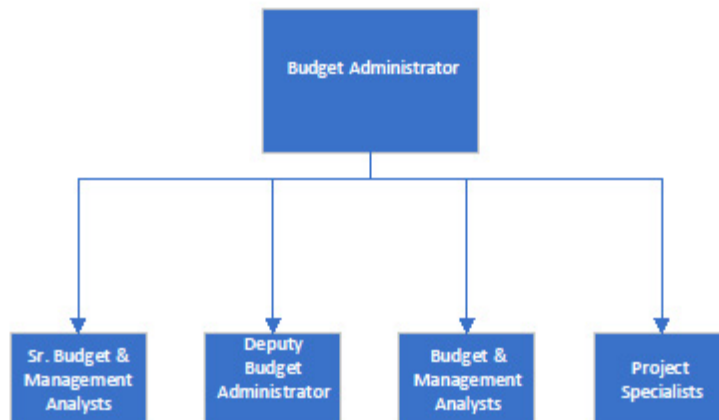 Budget Administrator
Sr. Budget &
Management
Analysts
Deputy
Budget
Administrator
Budget &
Management
Analysts
Project
Specialists